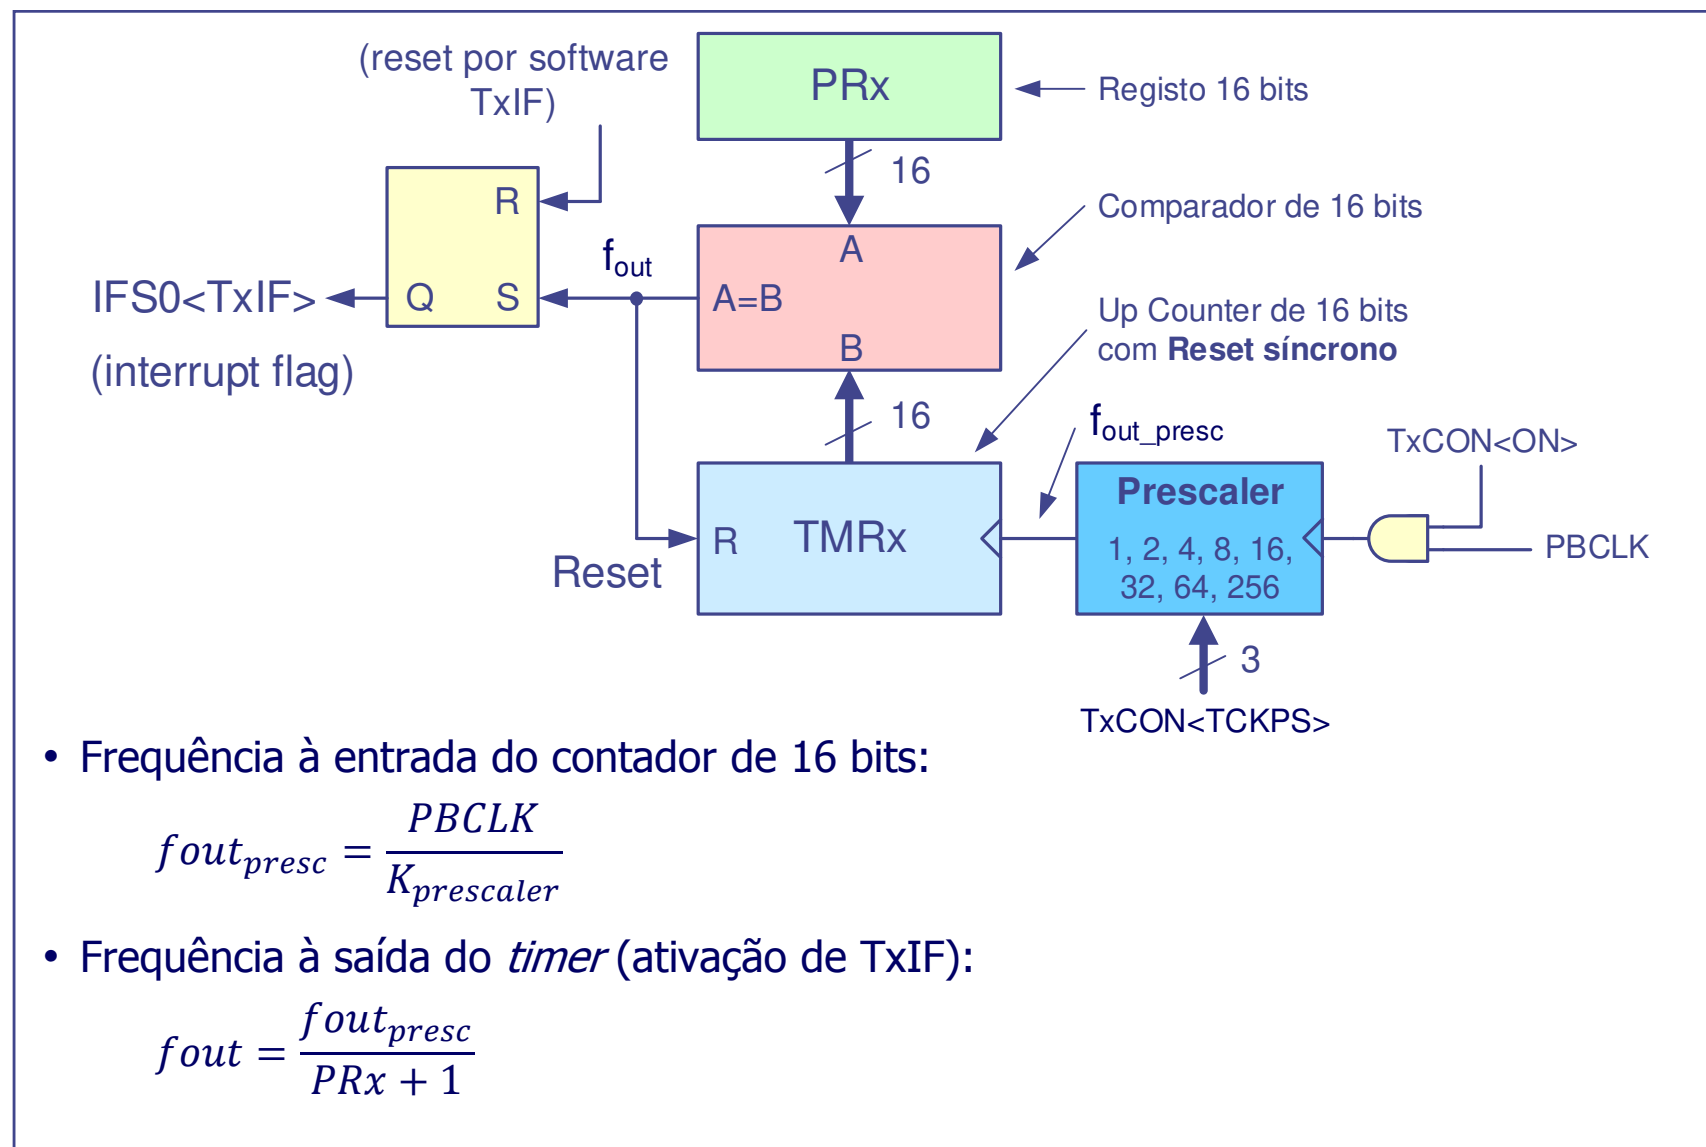 (reset por software
TxIF)
PRx
Registo 16 bits
16
R
Comparador de 16 bits
A
fout
IFS0<TxIF>
Q
S
A=B
Up Counter de 16 bits
com Reset síncrono
B
(interrupt flag)
16
fout_presc
TxCON<ON>
Prescaler
R
TMRx
1, 2, 4, 8, 16,
32, 64, 256
PBCLK
Reset
3
TxCON<TCKPS>
• Frequência à entrada do contador de 16 bits:
foutpresc = PBCLK / Kprescaler
• Frequência à saída do timer (ativação de TxIF):
fout = foutpresc / PRx + 1